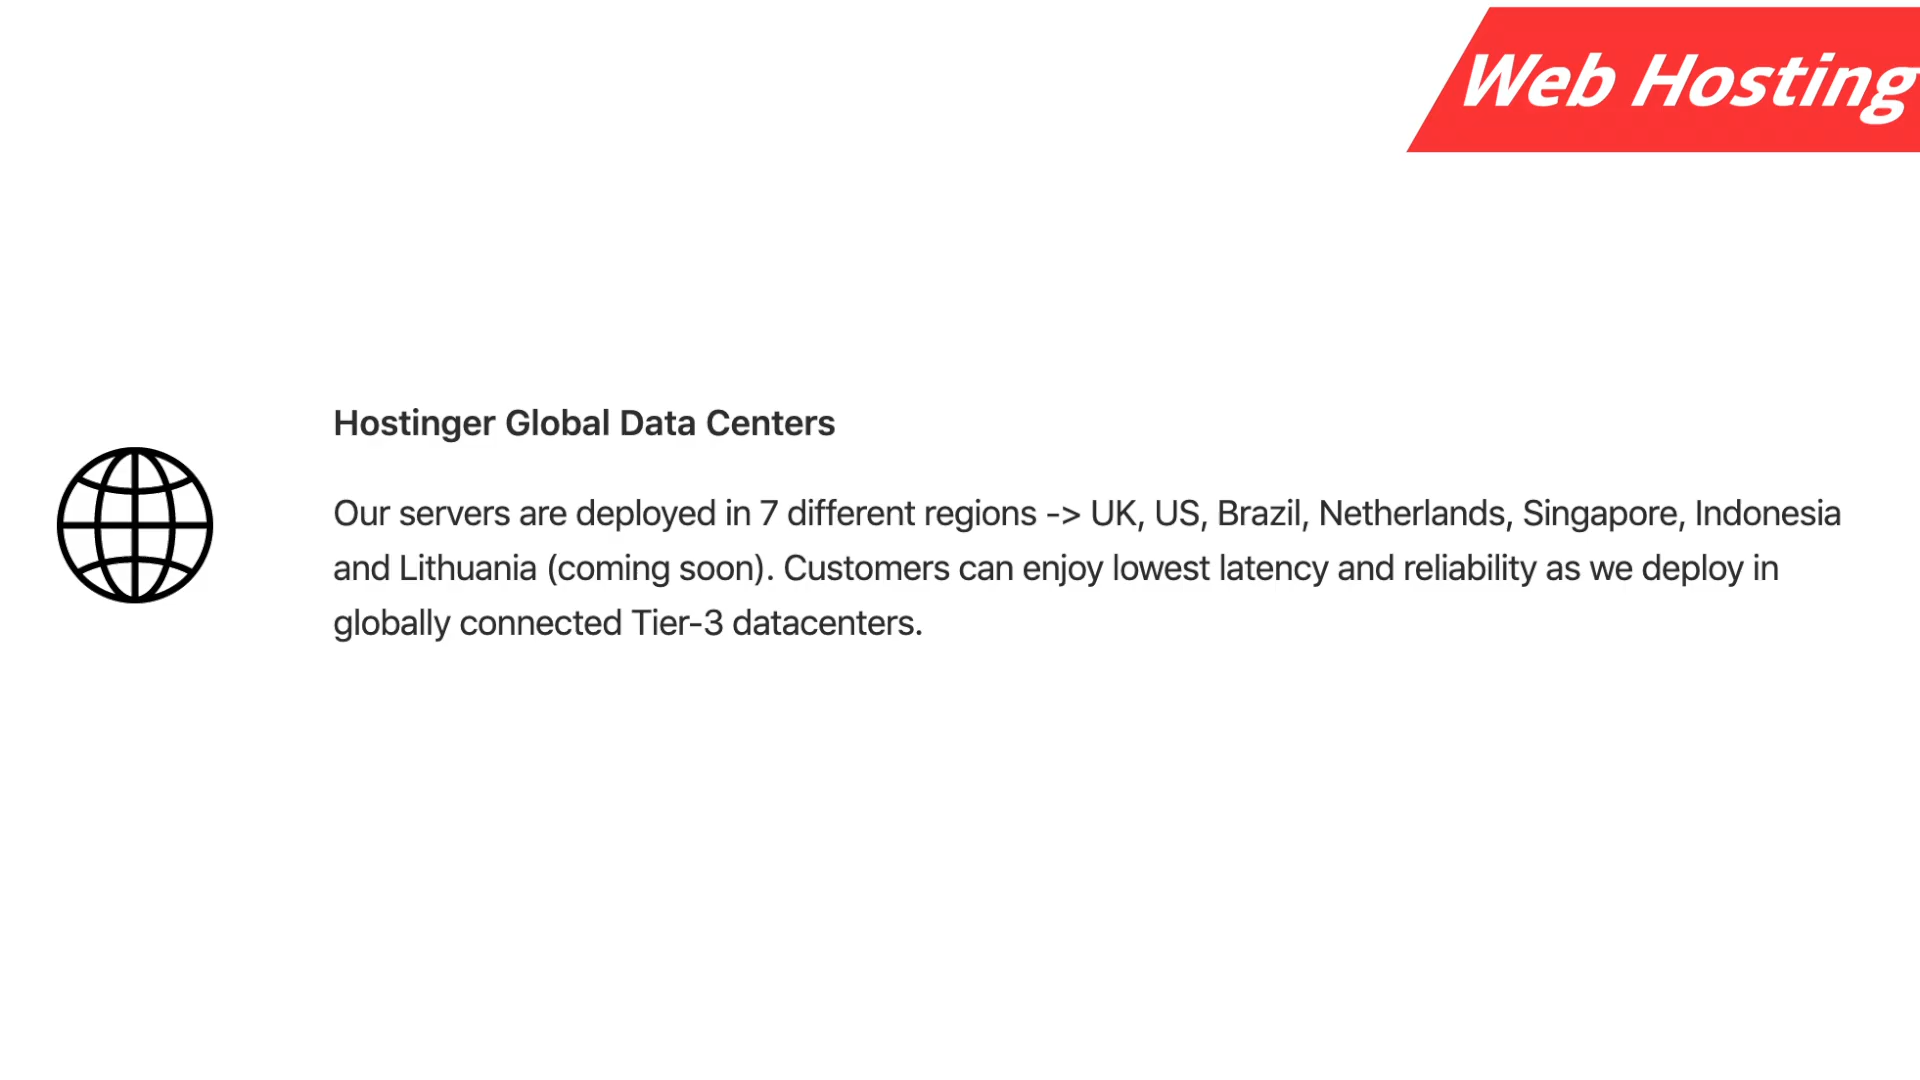 Web Hosting
Hostinger Global Data Centers
Our servers are deployed in 7 different regions -> UK, US, Brazil, Netherlands, Singapore, Indonesia
and Lithuania (coming soon). Customers can enjoy lowest latency and reliability as we deploy in
globally connected Tier-3 datacenters.